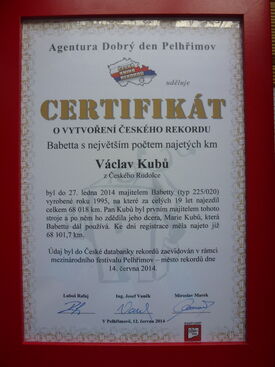 Agentura Dobrý den Pelhřimov
uděluje
CERTIFIKÁT
O VYTVOŘENÍ ČESKÉHO REKORDU
Babetta s největším počtem najetých km
Václav Kubů
z Českého Rudolce
byl do 27. ledna 2014 majitelem Babetty (typ 225/020)
vyrobené roku 1995, na které za celých 19 let najezdil
celkem 68 018 km. Pan Kubů byl prvním majitelem tohoto
stroje a po něm ho zdědila jeho dcera, Marie Kubů, která
Babettu dál používá. Ke dni registrace měla najeto již
68 101,7 km.
Údaj byl do České databanky rekordů zaevidován v rámci
mezinárodního festivalu Pelhřimov – město rekordů dne
14. června 2014.
Luboš Rafaj Ing. Josef Vaněk Miroslav Marek
V Pelhřimově, 12. červen 2014